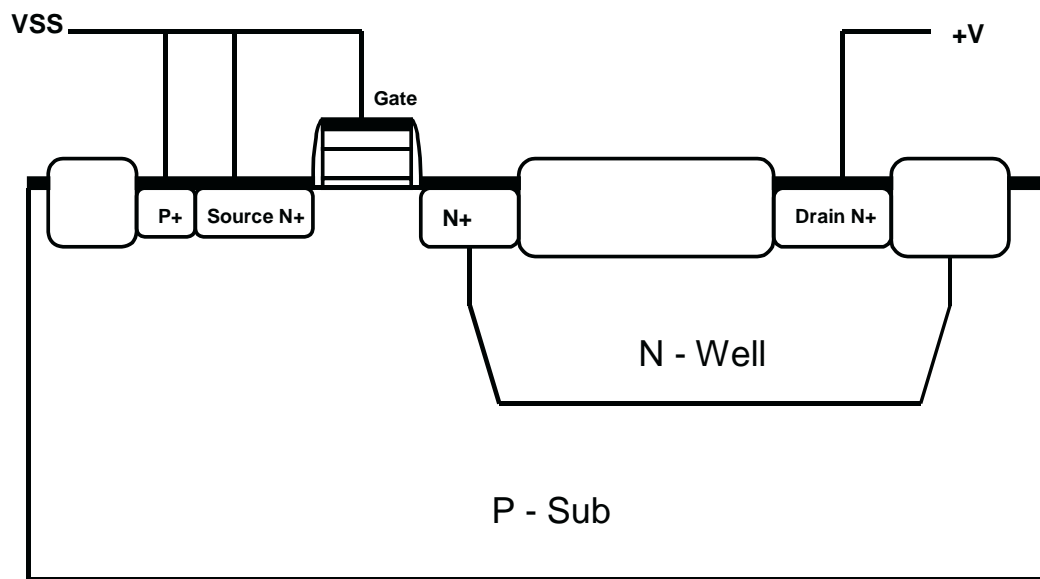 VSS
+V
Gate
P+
Source N+
N+
Drain N+
N - Well
P - Sub